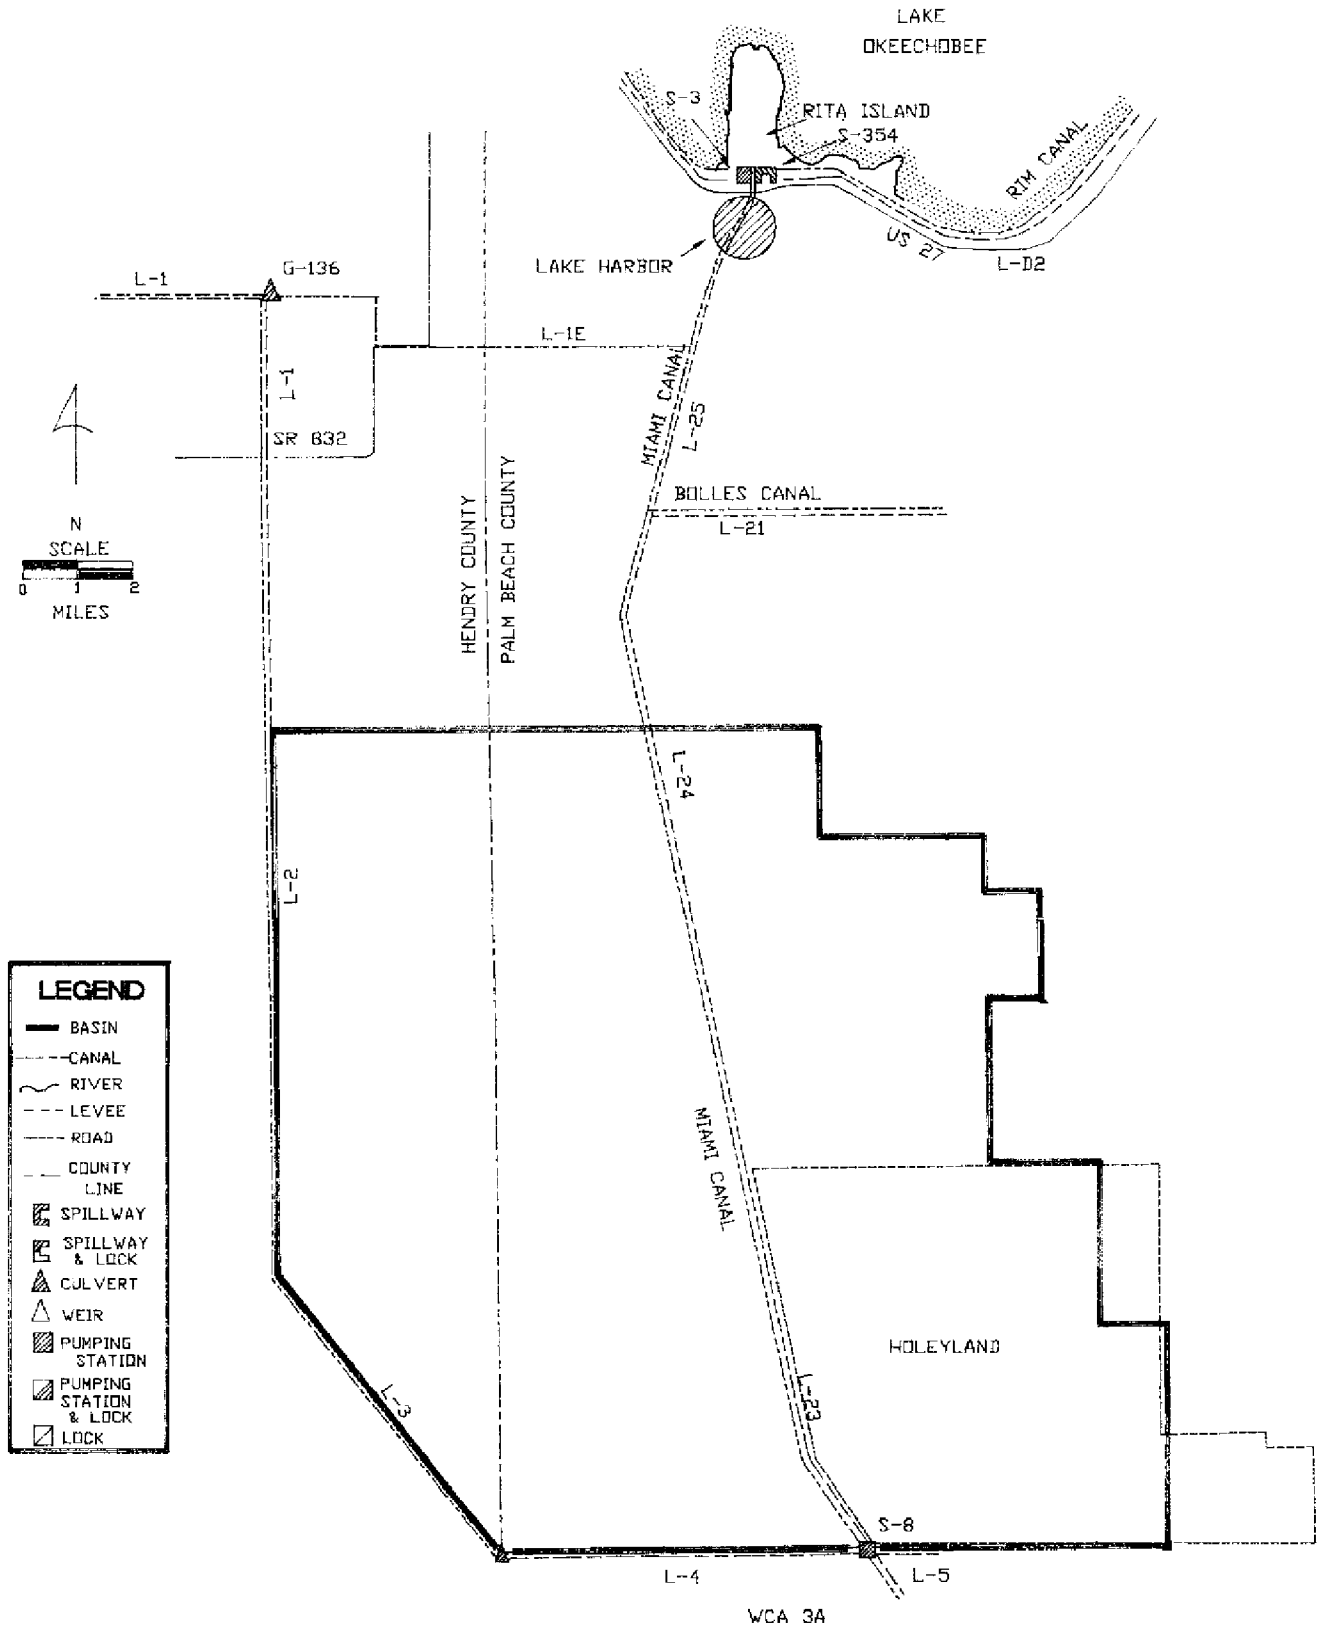 LAKE
OKEECHOBEE
S-3
RITA ISLAND
S-354
RIM CANAL
US 27
L-D2
LAKE HARBOR
L-1
G-136
L-1E
L-1
MIAMI CANAL
L-25
SR 832
BOLLES CANAL
L-21
HENDRY COUNTY
PALM BEACH COUNTY
N
SCALE
0 1 2
MILES
L-24
L-2
LEGEND
BASIN
CANAL
RIVER
LEVEE
ROAD
COUNTY
LINE
SPILLWAY
SPILLWAY
& LOCK
CULVERT
WEIR
PUMPING
STATION
PUMPING
STATION
& LOCK
LOCK
MIAMI CANAL
HOLEYLAND
L-3
L-23
S-8
L-4
L-5
WCA 3A